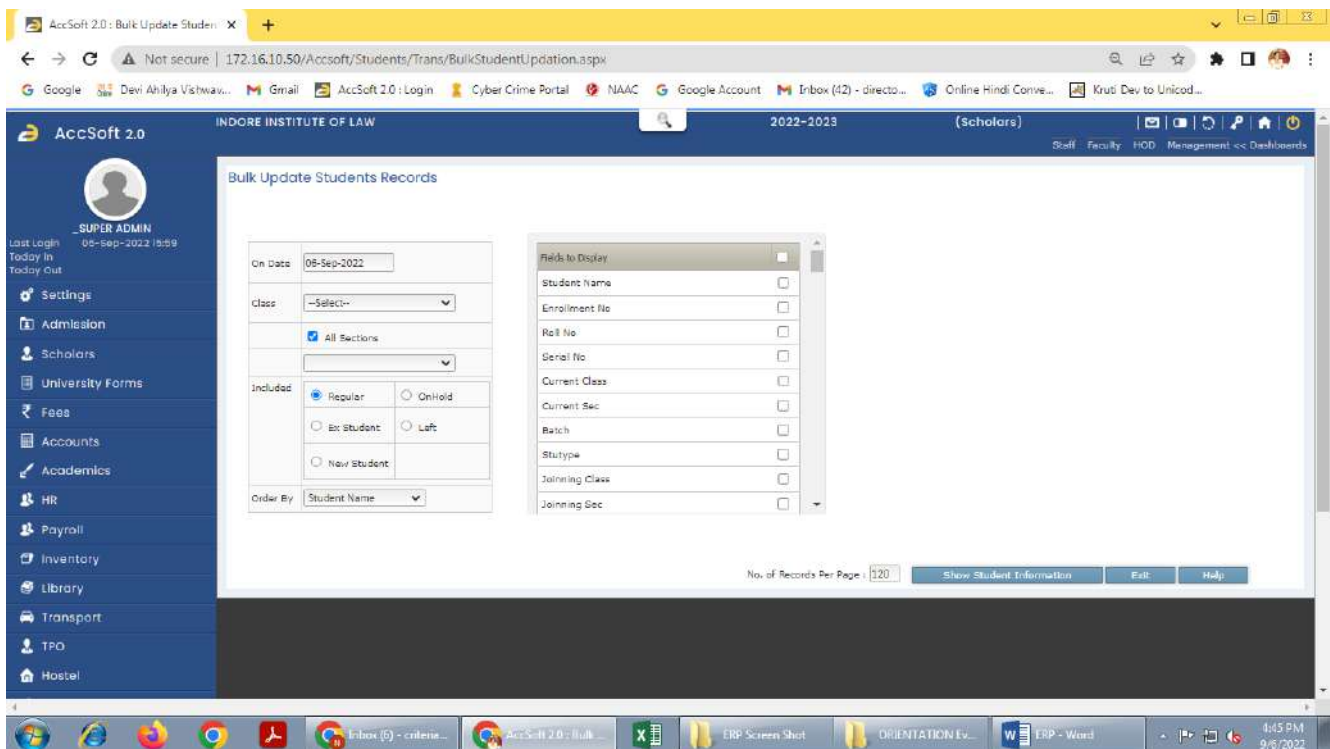 AccSoft 2.0 : Bulk Update Studen
Not secure | 172.16.10.50/Accsoft/Students/Trans/BulkStudentUpdation.aspx
Google Devi Ahilya Vishwav... Gmail AccSoft 2.0 : Login Cyber Crime Portal NAAC Google Account Inbox (42) - directo... Online Hindi Conve... Kruti Dev to Unicod...
AccSoft 2.0 INDORE INSTITUTE OF LAW 2022-2023 (Scholars)
Staff Faculty HOD Management << Dashboards
Bulk Update Students Records
_SUPER ADMIN
Last Login 06-Sep-2022
Today In
Today Out
Settings
Admission
Scholars
University Forms
Fees
Accounts
Academics
HR
Payroll
Inventory
Library
Transport
TPO
Hostel
On Date 06-Sep-2022
Class --Select--
All Sections
Included Regular OnHold
Ex Student Left
New Student
Order By Student Name
Fields to Display
Student Name
Enrollment No
Roll No
Serial No
Current Class
Current Sec
Batch
Stutype
Joinning Class
Joinning Sec
No. of Records Per Page : 120 Show Student Information Exit Help
Inbox (6) - criteria... AccSoft 2.0 : Bulk ... ERP Screen Shot ORIENTATION Ev... ERP - Word
4:45 PM
9/6/2022